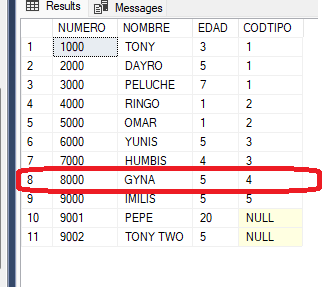 Results Messages
NUMERO NOMBRE EDAD CODTIPO
1 1000 TONY 3 1
2 2000 DAYRO 5 1
3 3000 PELUCHE 7 1
4 4000 RINGO 1 2
5 5000 OMAR 1 2
6 6000 YUNIS 5 3
7 7000 HUMBIS 4 3
8 8000 GYNA 5 4
9 9000 IMILIS 5 5
10 9001 PEPE 20 NULL
11 9002 TONY TWO 5 NULL